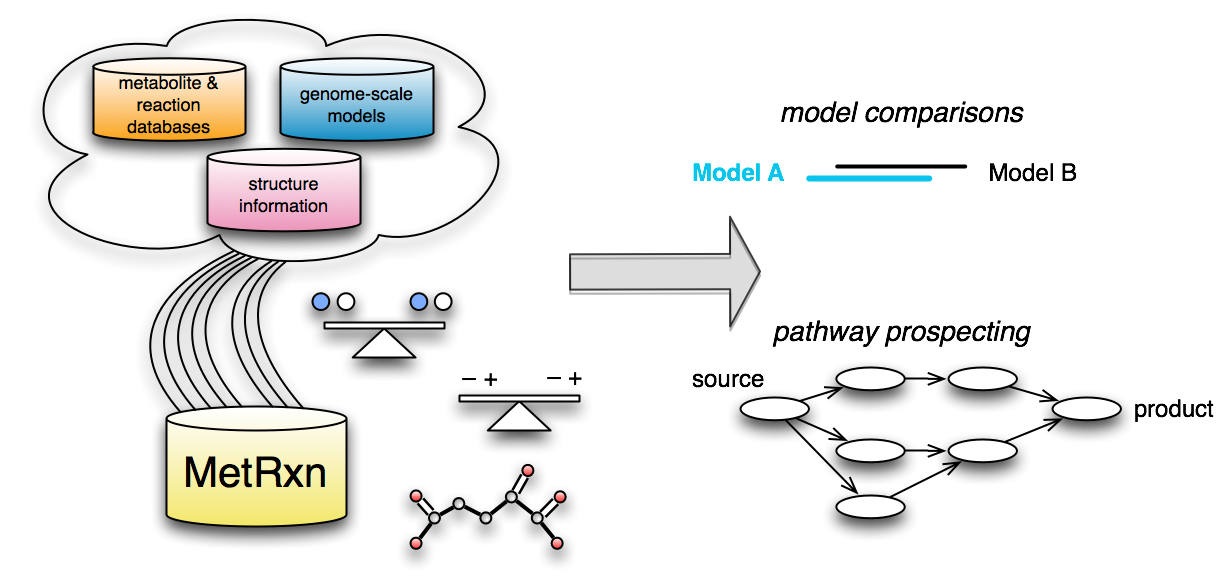 metabolite &
reaction
databases
genome-scale
models
structure
information
MetRxn
− +   − +
model comparisons
Model A
Model B
pathway prospecting
source
product